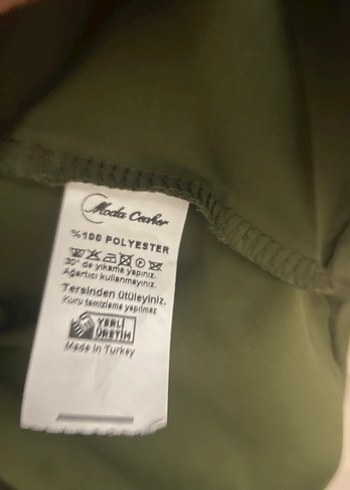 Moda Ceoher
%100 POLYESTER
30° de yıkama yapınız.
Ağartıcı kullanmayınız.
Tersinden ütüleyiniz.
Kuru temizleme yapılmaz
YERLİ
ÜRETİM
Made in Turkey